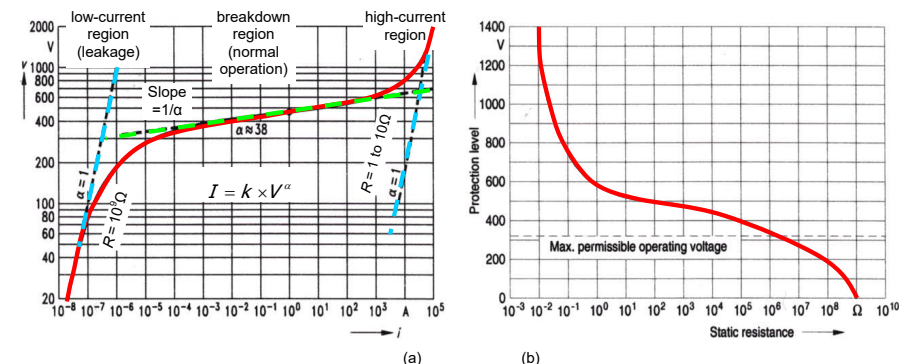 low-current
region
(leakage)
breakdown
region
(normal
operation)
high-current
region
2000
V
v
1000
800
600
400
200
100
80
60
40
20
Slope
=1/α
α≈38
α = 1
R=10⁹Ω
I = k × V^α
R= 1 to 10Ω
α=1
10⁻⁸ 10⁻⁷ 10⁻⁶ 10⁻⁵ 10⁻⁴ 10⁻³ 10⁻² 10⁻¹ 10⁰ 10¹ 10² 10³ A 10⁵
i
(a)
1400
V
1200
1000
800
600
400
200
0
Protection level
Max. permissible operating voltage
10⁻³ 10⁻² 10⁻¹ 10⁰ 10¹ 10² 10³ 10⁴ 10⁵ 10⁶ 10⁷ 10⁸ Ω 10¹⁰
Static resistance
(b)